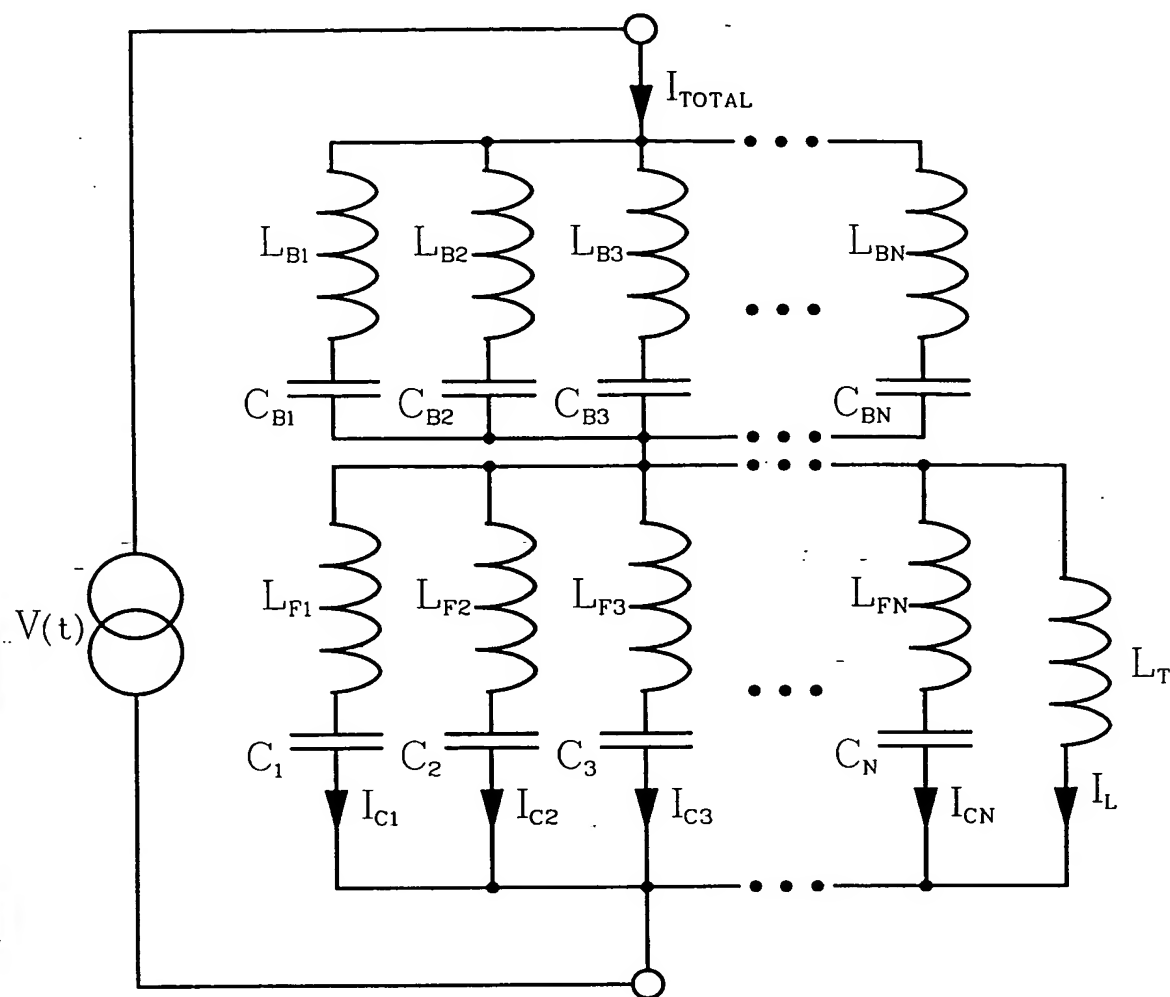 I_TOTAL
L_B1 L_B2 L_B3 L_BN
C_B1 C_B2 C_B3 C_BN
L_F1 L_F2 L_F3 L_FN
V(t)
L_T
C_1 C_2 C_3 C_N
I_C1 I_C2 I_C3 I_CN I_L